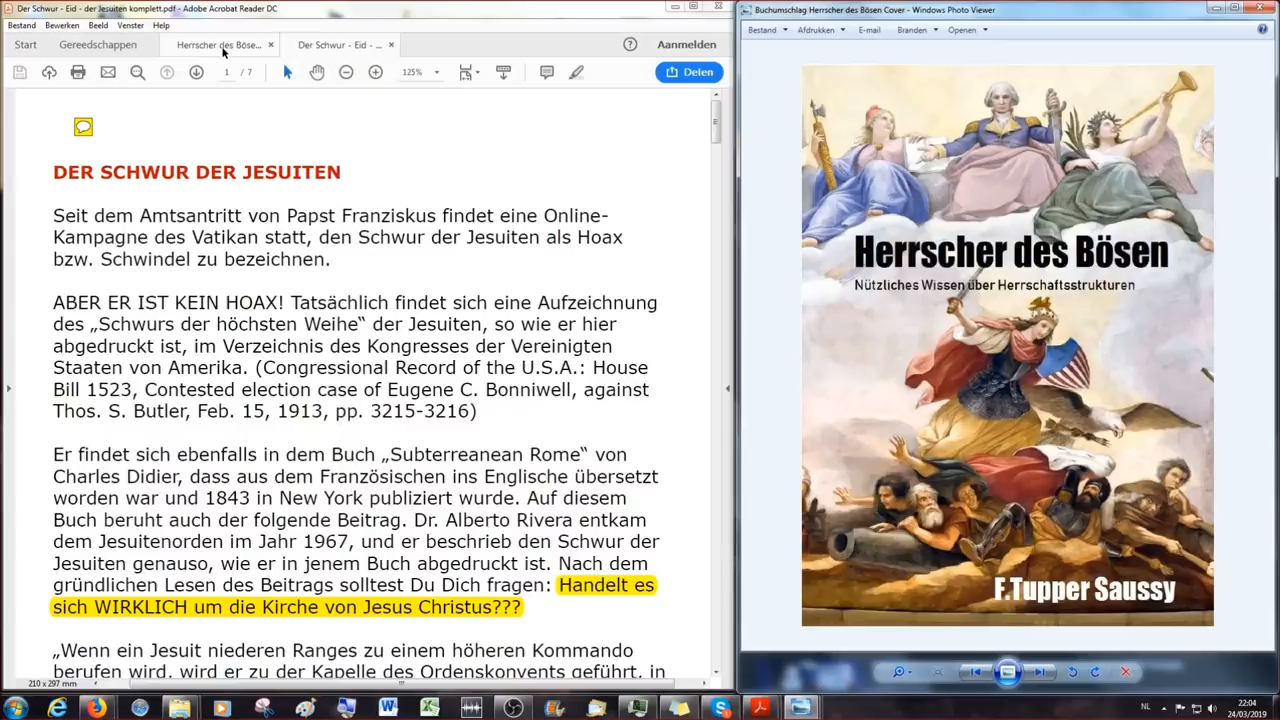 Der Schwur - Eid - der Jesuiten komplett.pdf - Adobe Acrobat Reader DC
Bestand Bewerken Beeld Venster Help
Start Gereedschappen Herrscher des Böse... × Der Schwur - Eid - ... × Aanmelden
1 / 7 125% Delen
DER SCHWUR DER JESUITEN
Seit dem Amtsantritt von Papst Franziskus findet eine Online-
Kampagne des Vatikan statt, den Schwur der Jesuiten als Hoax
bzw. Schwindel zu bezeichnen.
ABER ER IST KEIN HOAX! Tatsächlich findet sich eine Aufzeichnung
des „Schwurs der höchsten Weihe“ der Jesuiten, so wie er hier
abgedruckt ist, im Verzeichnis des Kongresses der Vereinigten
Staaten von Amerika. (Congressional Record of the U.S.A.: House
Bill 1523, Contested election case of Eugene C. Bonniwell, against
Thos. S. Butler, Feb. 15, 1913, pp. 3215-3216)
Er findet sich ebenfalls in dem Buch „Subterreanean Rome“ von
Charles Didier, dass aus dem Französischen ins Englische übersetzt
worden war und 1843 in New York publiziert wurde. Auf diesem
Buch beruht auch der folgende Beitrag. Dr. Alberto Rivera entkam
dem Jesuitenorden im Jahr 1967, und er beschrieb den Schwur der
Jesuiten genauso, wie er in jenem Buch abgedruckt ist. Nach dem
gründlichen Lesen des Beitrags solltest Du Dich fragen: Handelt es
sich WIRKLICH um die Kirche von Jesus Christus???
„Wenn ein Jesuit niederen Ranges zu einem höheren Kommando
berufen wird, wird er zu der Kapelle des Ordenskonvents geführt, in
210 x 297 mm
Buchumschlag Herrscher des Bösen Cover - Windows Photo Viewer
Bestand Afdrukken E-mail Branden Openen
Herrscher des Bösen
Nützliches Wissen über Herrschaftsstrukturen
F.Tupper Saussy
NL 22:04
24/03/2019